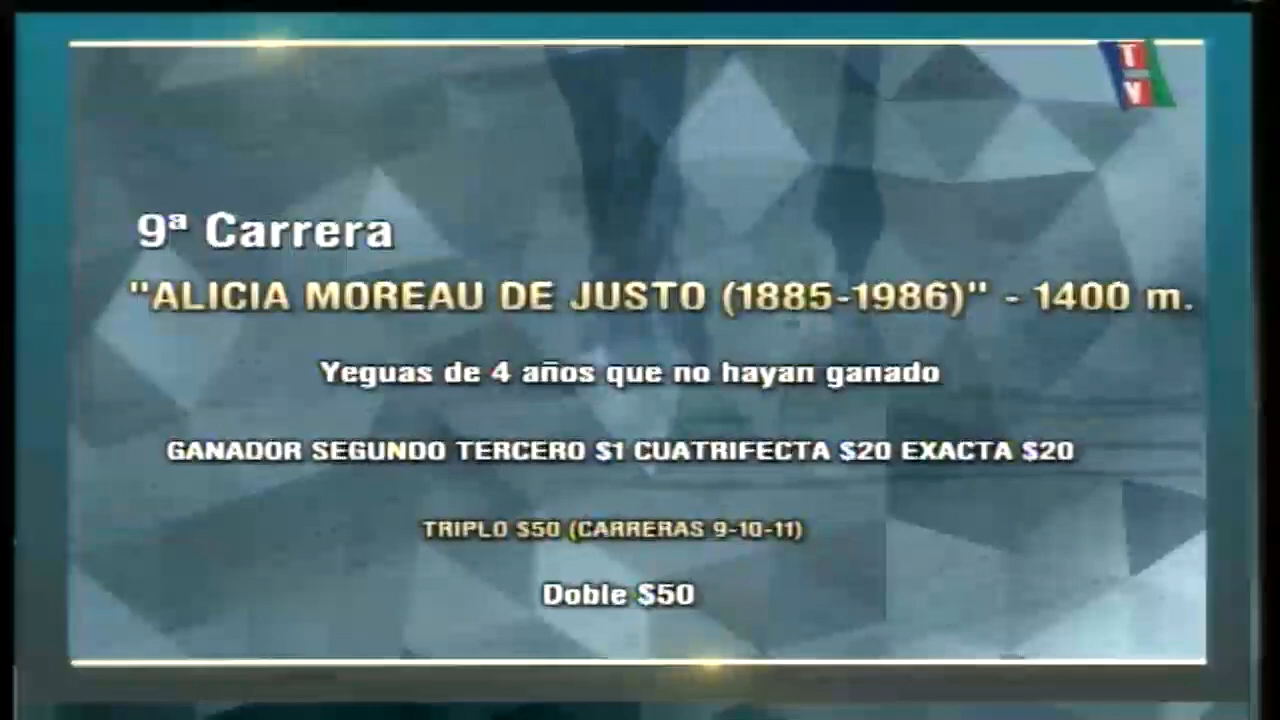 T
V
9ª Carrera
"ALICIA MOREAU DE JUSTO (1885-1986)" - 1400 m.
Yeguas de 4 años que no hayan ganado
GANADOR SEGUNDO TERCERO $1 CUATRIFECTA $20 EXACTA $20
TRIPLO $50 (CARRERAS 9-10-11)
Doble $50